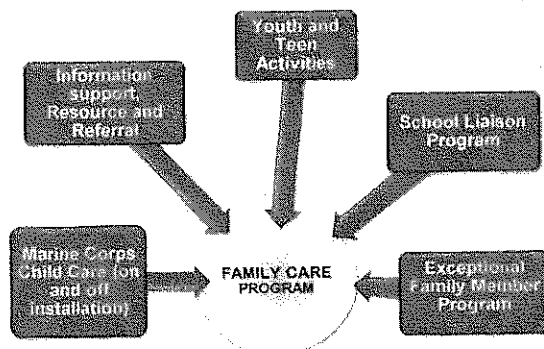 Youth and
Teen
Activities
Information
support,
Resource and
Referral
School Liaison
Program
Marine Corps
Child Care (on
and off
installation)
FAMILY CARE
PROGRAM
Exceptional
Family Member
Program